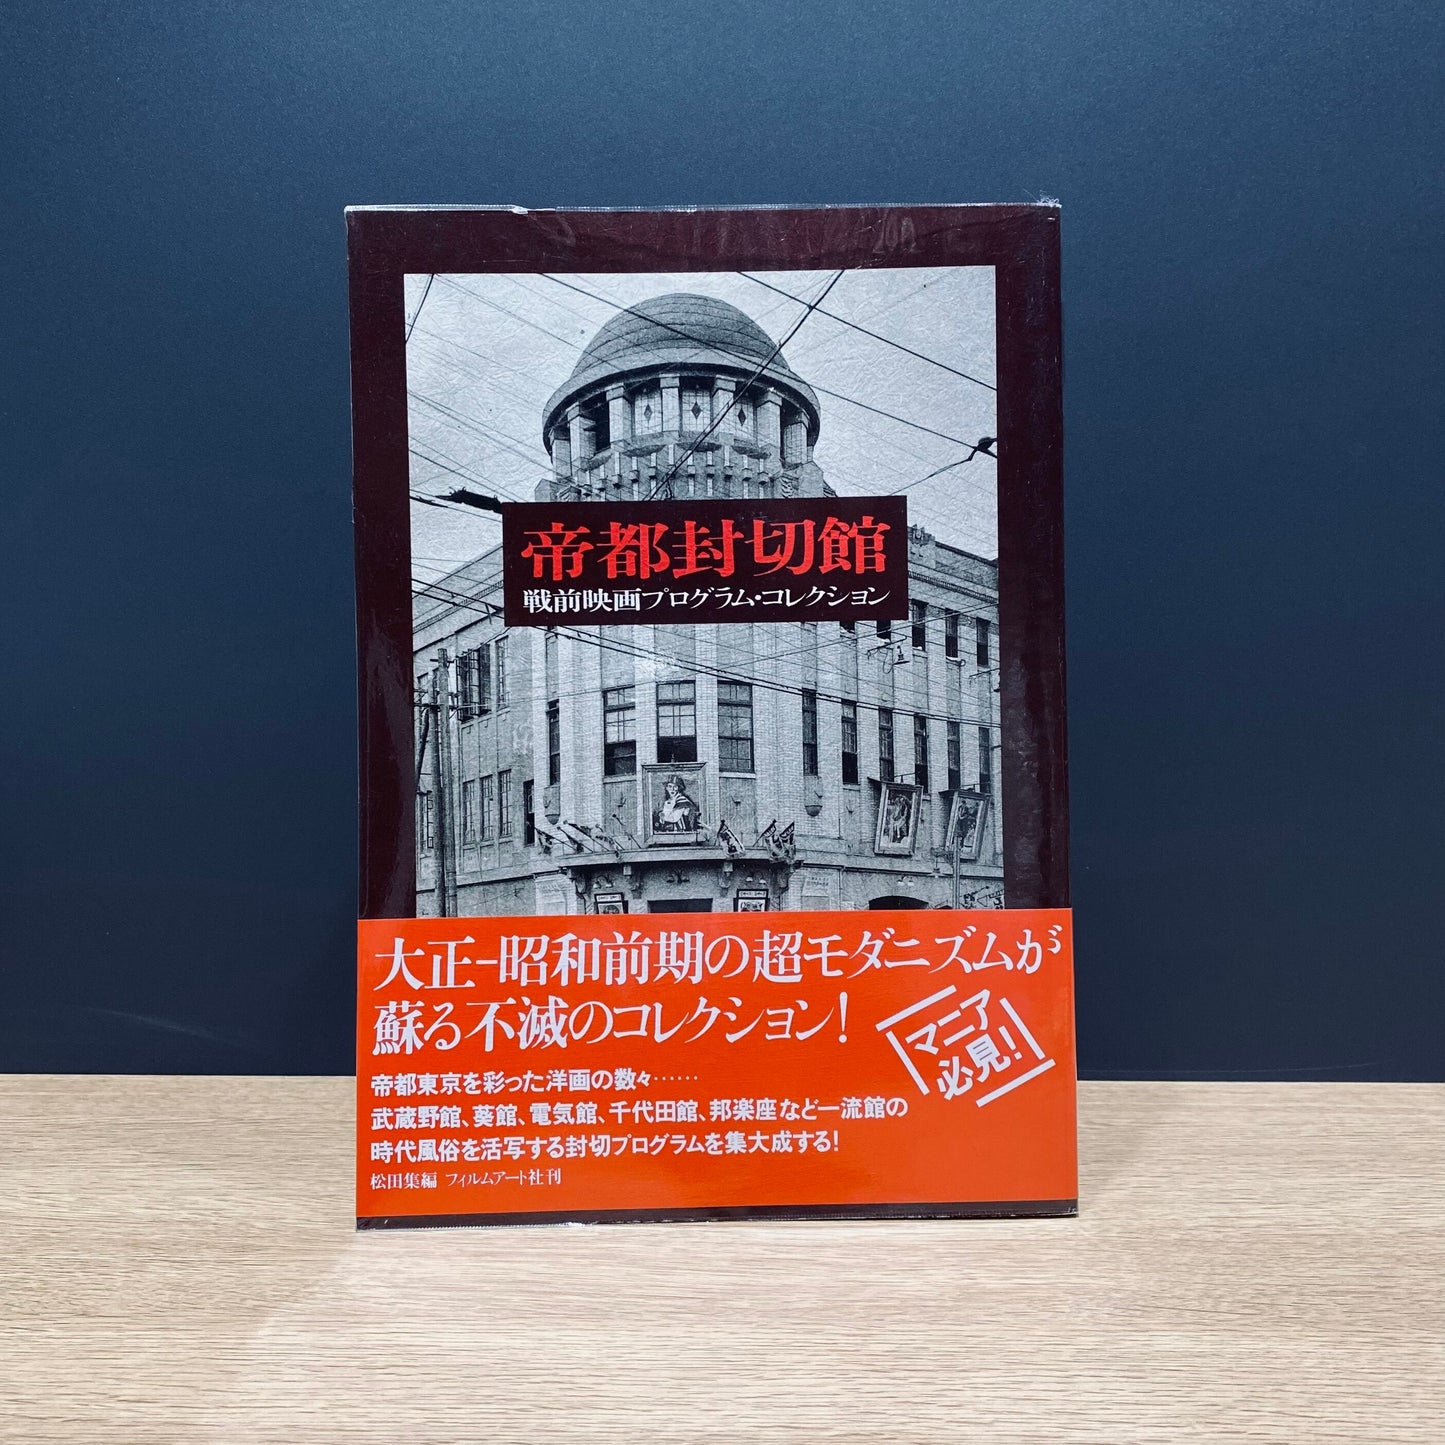 帝都封切館
戦前映画プログラム・コレクション
大正−昭和前期の超モダニズムが
蘇る不滅のコレクション!
マニア
必見!!
帝都東京を彩った洋画の数々……
武蔵野館、葵館、電気館、千代田館、邦楽座など一流館の
時代風俗を活写する封切プログラムを集大成する!
松田集編 フィルムアート社刊